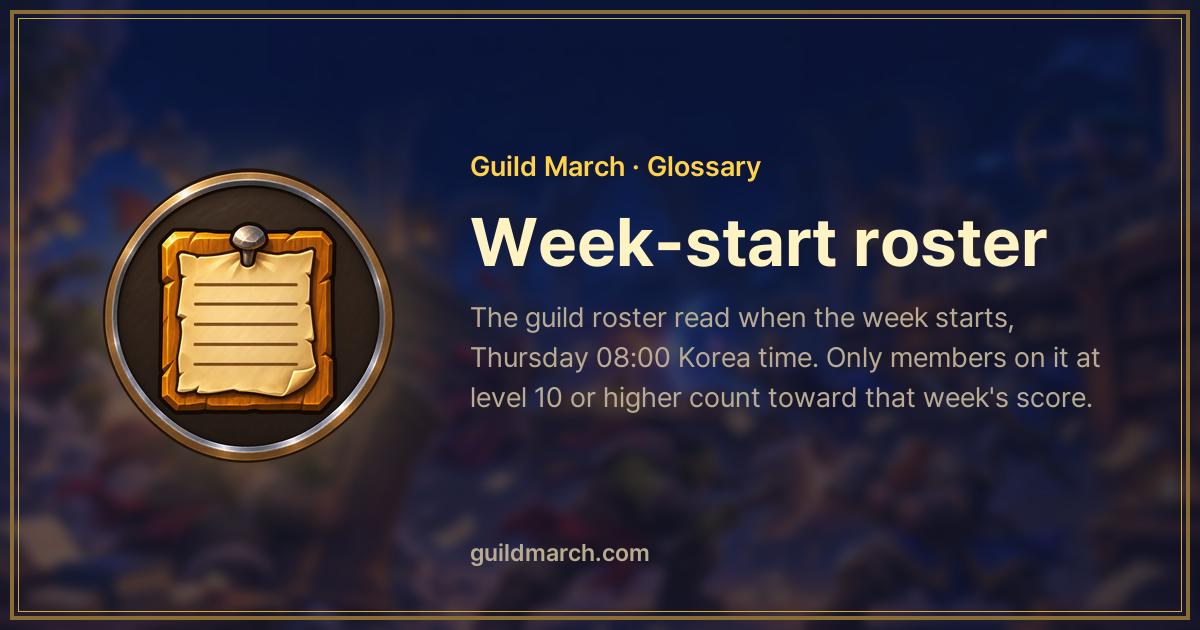 Guild March · Glossary
Week-start roster
The guild roster read when the week starts,
Thursday 08:00 Korea time. Only members on it at
level 10 or higher count toward that week's score.
guildmarch.com